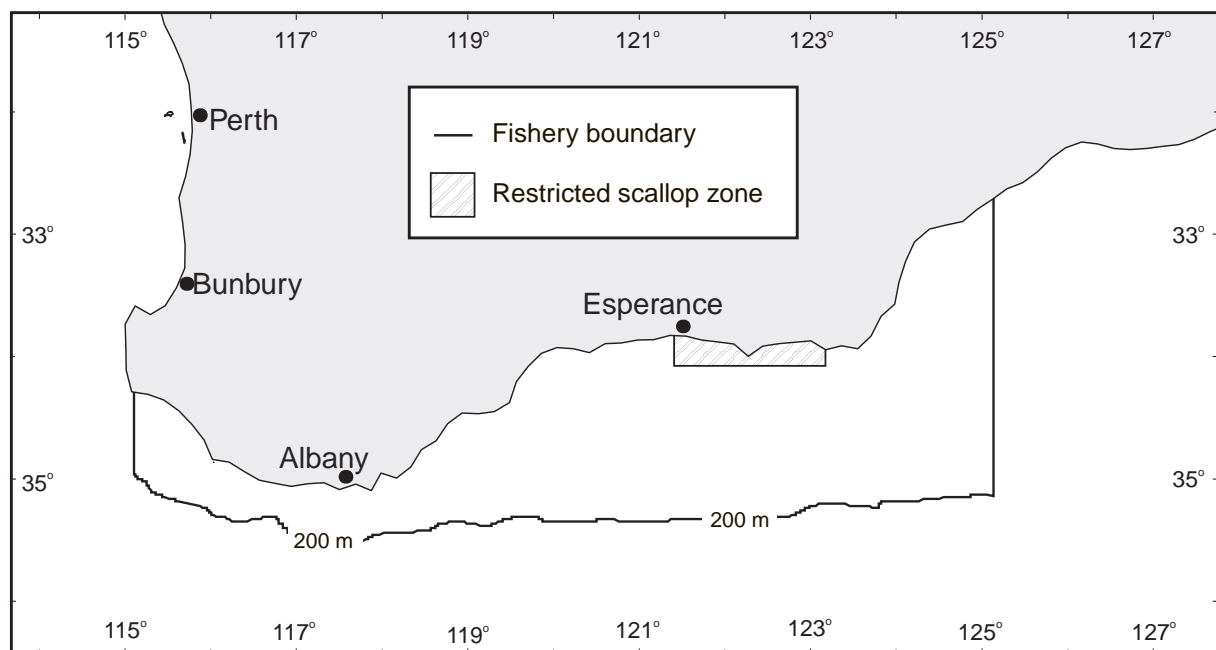 115° 117° 119° 121° 123° 125° 127°
Perth
Fishery boundary
Restricted scallop zone
33° 33°
Bunbury
Esperance
Albany
35° 35°
200 m
200 m
115° 117° 119° 121° 123° 125° 127°